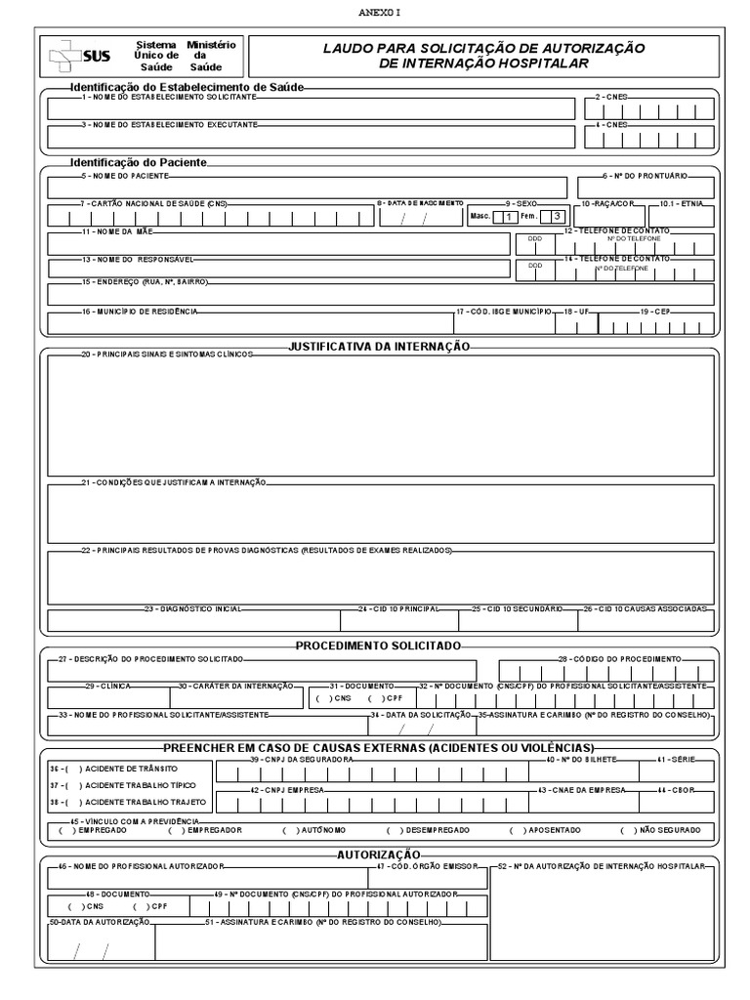 ANEXO I
SUS
Sistema Único de Saúde
Ministério da Saúde
LAUDO PARA SOLICITAÇÃO DE AUTORIZAÇÃO
DE INTERNAÇÃO HOSPITALAR
Identificação do Estabelecimento de Saúde
1 - NOME DO ESTABELECIMENTO SOLICITANTE
2 - CNES
3 - NOME DO ESTABELECIMENTO EXECUTANTE
4 - CNES
Identificação do Paciente
5 - NOME DO PACIENTE
6 - Nº DO PRONTUÁRIO
7 - CARTÃO NACIONAL DE SAÚDE (CNS)
8 - DATA DE NASCIMENTO
9 - SEXO
10 -RAÇA/COR
10.1 - ETNIA
/ /
Masc. 1 Fem. 3
11 - NOME DA MÃE
12 - TELEFONE DE CONTATO
DDD
Nº DO TELEFONE
13 - NOME DO RESPONSÁVEL
14 - TELEFONE DE CONTATO
DDD
Nº DO TELEFONE
15 - ENDEREÇO (RUA, Nº, BAIRRO)
16 - MUNICÍPIO DE RESIDÊNCIA
17 - CÓD. IBGE MUNICÍPIO
18 - UF
19 - CEP
JUSTIFICATIVA DA INTERNAÇÃO
20 - PRINCIPAIS SINAIS E SINTOMAS CLÍNICOS
21 - CONDIÇÕES QUE JUSTIFICAM A INTERNAÇÃO
22 - PRINCIPAIS RESULTADOS DE PROVAS DIAGNÓSTICAS (RESULTADOS DE EXAMES REALIZADOS)
23 - DIAGNÓSTICO INICIAL
24 - CID 10 PRINCIPAL
25 - CID 10 SECUNDÁRIO
26 - CID 10 CAUSAS ASSOCIADAS
PROCEDIMENTO SOLICITADO
27 - DESCRIÇÃO DO PROCEDIMENTO SOLICITADO
28 - CÓDIGO DO PROCEDIMENTO
29 - CLÍNICA
30 - CARÁTER DA INTERNAÇÃO
31 - DOCUMENTO
32 - Nº DOCUMENTO (CNS/CPF) DO PROFISSIONAL SOLICITANTE/ASSISTENTE
( ) CNS ( ) CPF
33 - NOME DO PROFISSIONAL SOLICITANTE/ASSISTENTE
34 - DATA DA SOLICITAÇÃO
35-ASSINATURA E CARIMBO (Nº DO REGISTRO DO CONSELHO)
/ /
PREENCHER EM CASO DE CAUSAS EXTERNAS (ACIDENTES OU VIOLÊNCIAS)
36 - ( ) ACIDENTE DE TRÂNSITO
39 - CNPJ DA SEGURADORA
40 - Nº DO BILHETE
41 - SÉRIE
37 - ( ) ACIDENTE TRABALHO TÍPICO
42 - CNPJ EMPRESA
43 - CNAE DA EMPRESA
44 - CBOR
38 - ( ) ACIDENTE TRABALHO TRAJETO
45 - VÍNCULO COM A PREVIDÊNCIA
( ) EMPREGADO ( ) EMPREGADOR ( ) AUTÔNOMO ( ) DESEMPREGADO ( ) APOSENTADO ( ) NÃO SEGURADO
AUTORIZAÇÃO
46 - NOME DO PROFISSIONAL AUTORIZADOR
47 - CÓD. ÓRGÃO EMISSOR
52 - Nº DA AUTORIZAÇÃO DE INTERNAÇÃO HOSPITALAR
48 - DOCUMENTO
49 - Nº DOCUMENTO (CNS/CPF) DO PROFISSIONAL AUTORIZADOR
( ) CNS ( ) CPF
50-DATA DA AUTORIZAÇÃO
51 - ASSINATURA E CARIMBO (Nº DO REGISTRO DO CONSELHO)
/ /